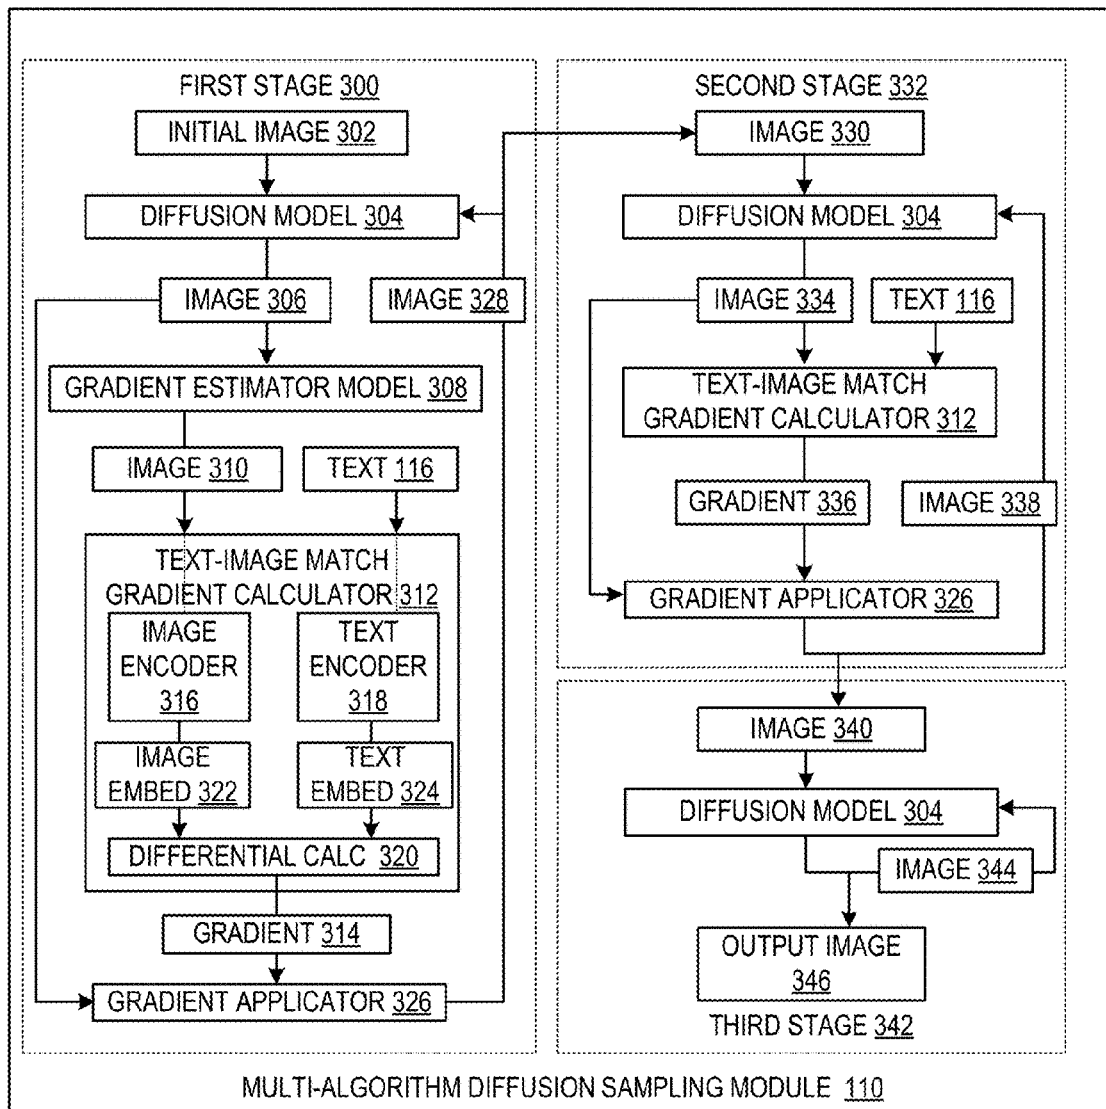 FIRST STAGE 300
INITIAL IMAGE 302
DIFFUSION MODEL 304
IMAGE 306
IMAGE 328
GRADIENT ESTIMATOR MODEL 308
IMAGE 310
TEXT 116
TEXT-IMAGE MATCH
GRADIENT CALCULATOR 312
IMAGE
ENCODER
316
TEXT
ENCODER
318
IMAGE
EMBED 322
TEXT
EMBED 324
DIFFERENTIAL CALC 320
GRADIENT 314
GRADIENT APPLICATOR 326
SECOND STAGE 332
IMAGE 330
DIFFUSION MODEL 304
IMAGE 334
TEXT 116
TEXT-IMAGE MATCH
GRADIENT CALCULATOR 312
GRADIENT 336
IMAGE 338
GRADIENT APPLICATOR 326
IMAGE 340
DIFFUSION MODEL 304
IMAGE 344
OUTPUT IMAGE
346
THIRD STAGE 342
MULTI-ALGORITHM DIFFUSION SAMPLING MODULE 110